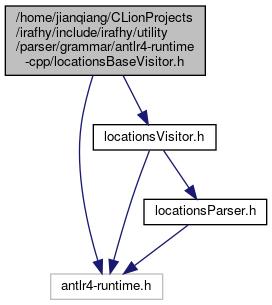 /home/jianqiang/CLionProjects
/irafhy/include/irafhy/utility
/parser/grammar/antlr4-runtime
-cpp/locationsBaseVisitor.h
locationsVisitor.h
locationsParser.h
antlr4-runtime.h